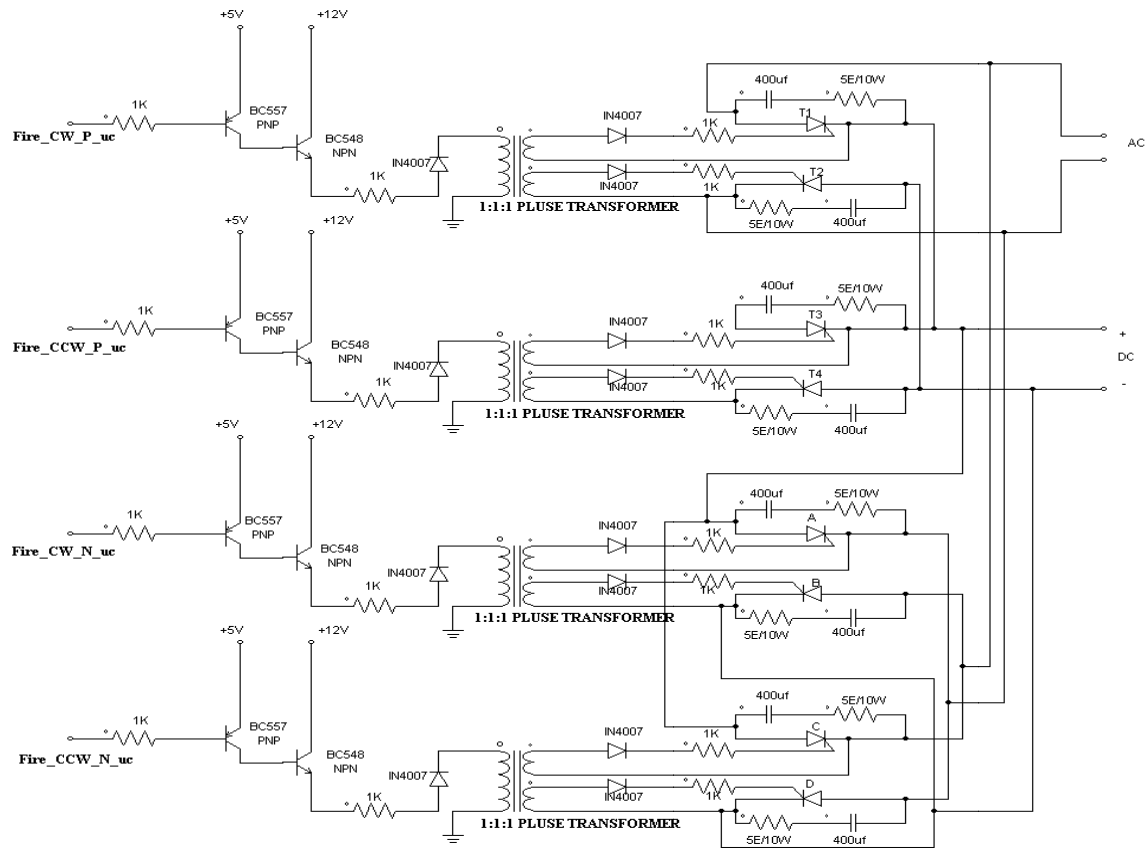 +5V
+12V
1K
Fire_CW_P_uc
BC557
PNP
BC548
NPN
1K
IN4007
1:1:1 PLUSE TRANSFORMER
IN4007
IN4007
1K
1K
400uf
5E/10W
T1
T2
5E/10W
400uf
AC
+5V
+12V
1K
Fire_CCW_P_uc
BC557
PNP
BC548
NPN
1K
IN4007
1:1:1 PLUSE TRANSFORMER
IN4007
IN4007
1K
1K
400uf
5E/10W
T3
T4
5E/10W
400uf
+
DC
-
+5V
+12V
1K
Fire_CW_N_uc
BC557
PNP
BC548
NPN
1K
IN4007
1:1:1 PLUSE TRANSFORMER
IN4007
IN4007
1K
1K
400uf
5E/10W
A
B
5E/10W
400uf
+5V
+12V
1K
Fire_CCW_N_uc
BC557
PNP
BC548
NPN
1K
IN4007
1:1:1 PLUSE TRANSFORMER
IN4007
IN4007
1K
1K
400uf
5E/10W
C
D
5E/10W
400uf